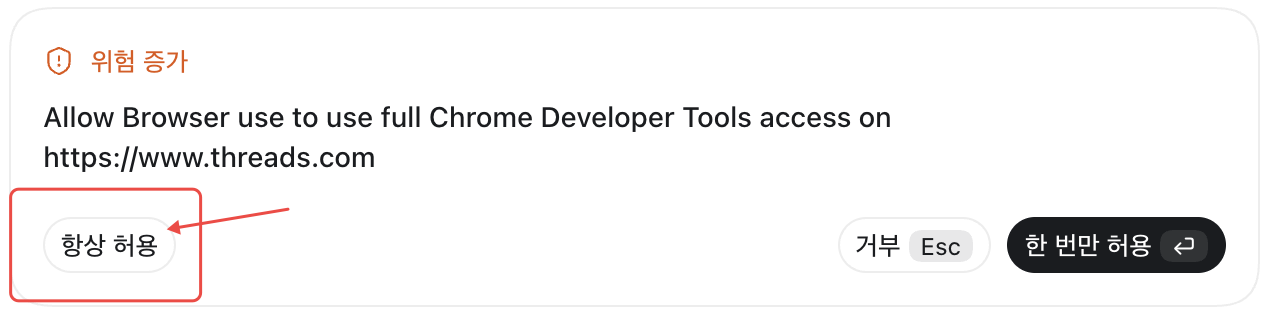 위험 증가
Allow Browser use to use full Chrome Developer Tools access on
https://www.threads.com
항상 허용
거부 Esc
한 번만 허용